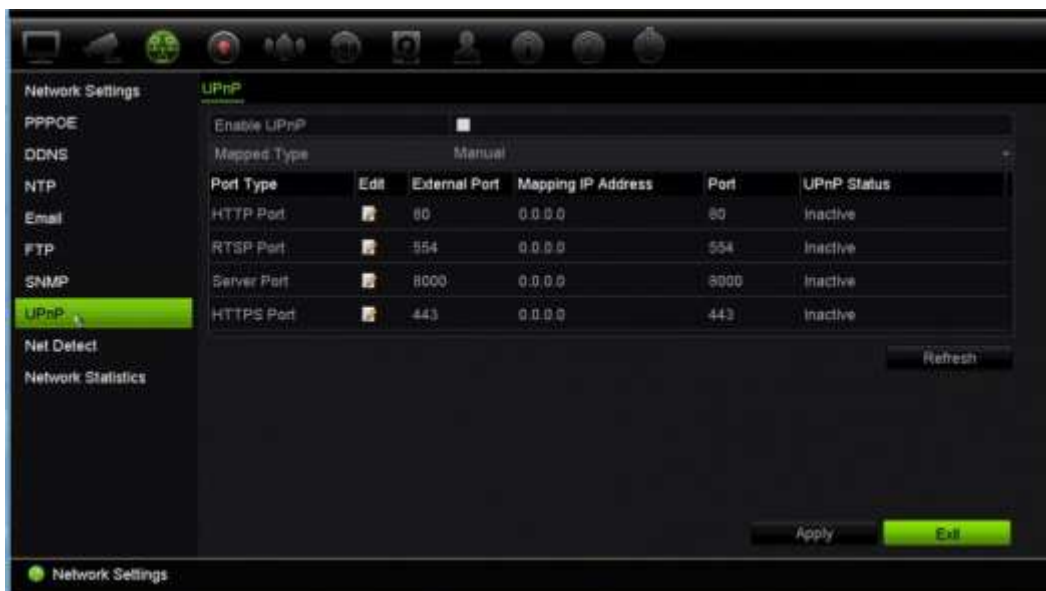 Network Settings
UPnP
PPPOE
Enable UPnP
DDNS
Mapped Type Manual
NTP
Port Type Edit External Port Mapping IP Address Port UPnP Status
Email
HTTP Port 80 0.0.0.0 80 Inactive
FTP
RTSP Port 554 0.0.0.0 554 Inactive
SNMP
Server Port 8000 0.0.0.0 8000 Inactive
UPnP
HTTPS Port 443 0.0.0.0 443 Inactive
Net Detect
Refresh
Network Statistics
Apply Exit
Network Settings